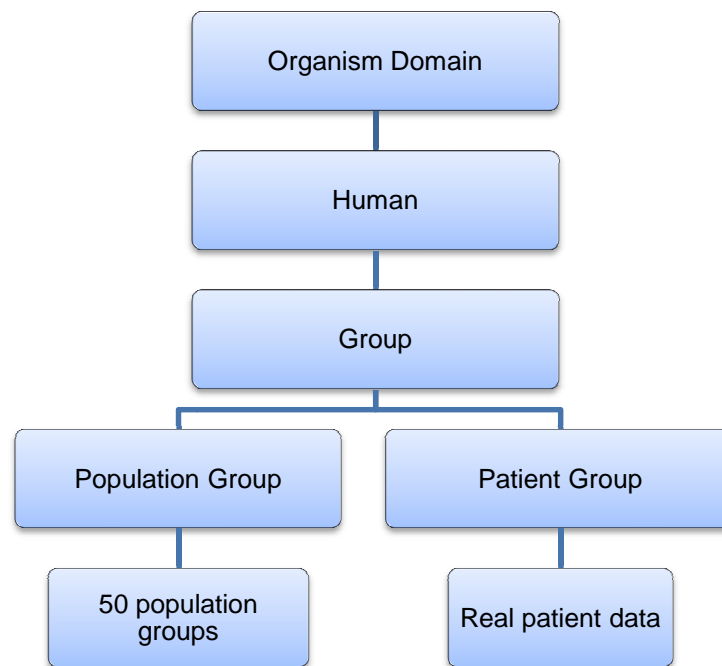 Organism Domain
Human
Group
Population Group
Patient Group
50 population
groups
Real patient data